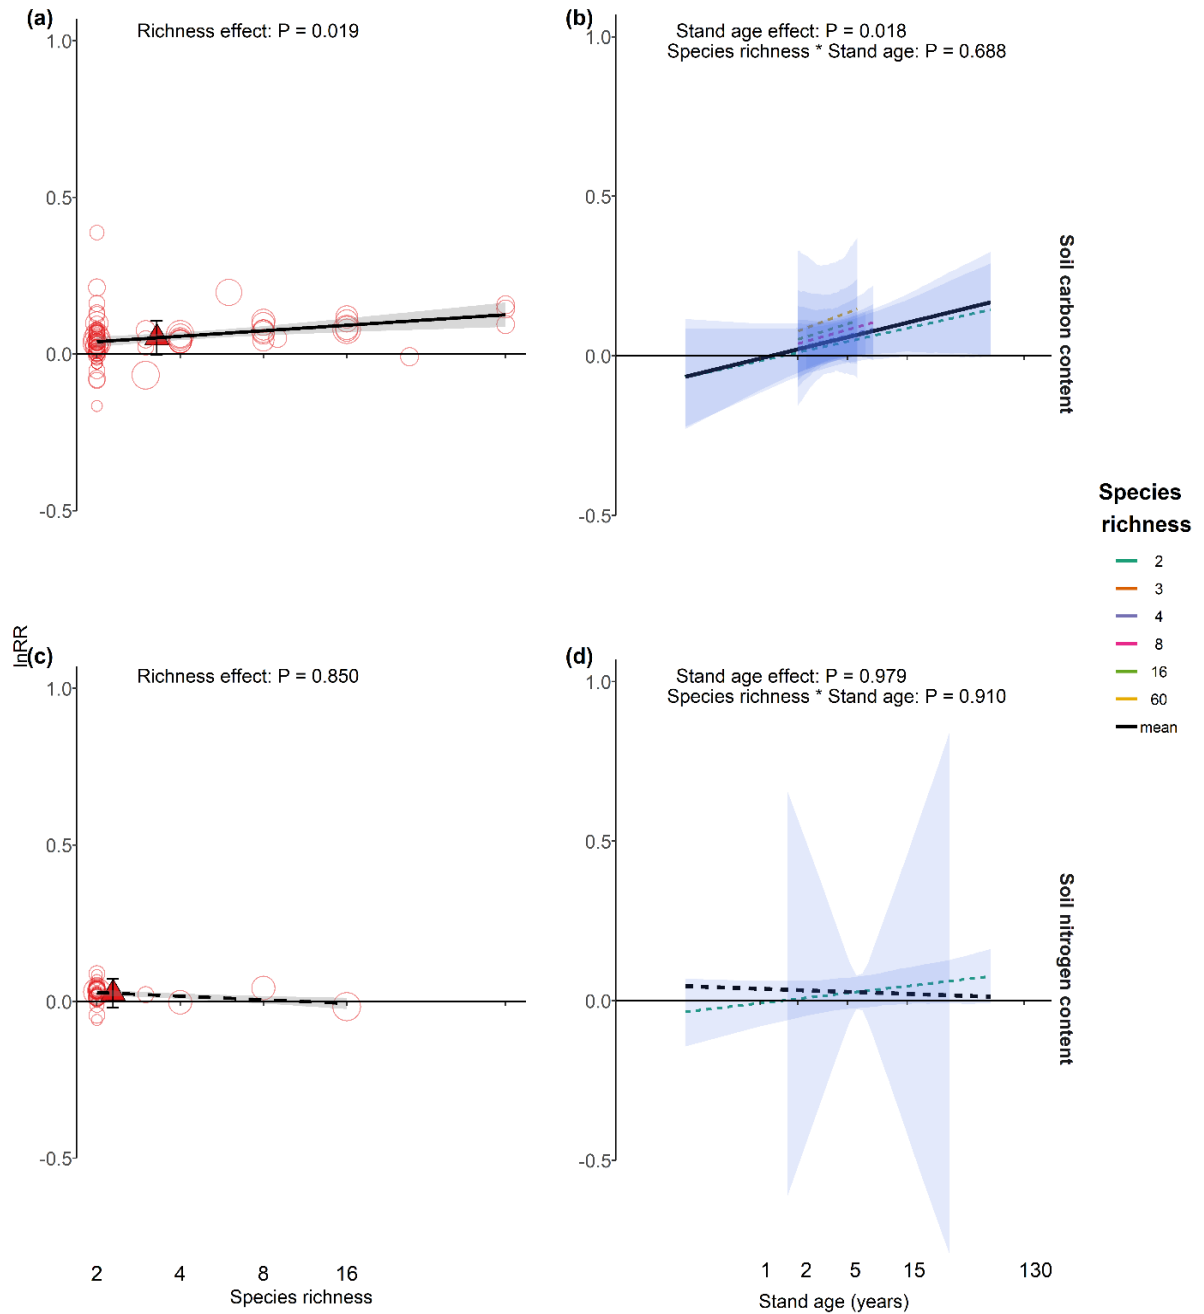 (a)
Richness effect: P = 0.019
1.0
0.5
0.0
-0.5
(b)
Stand age effect: P = 0.018
Species richness * Stand age: P = 0.688
1.0
0.5
0.0
-0.5
Soil carbon content
Species
richness
2
3
4
8
16
60
mean
lnRR
(c)
Richness effect: P = 0.850
1.0
0.5
0.0
-0.5
2 4 8 16
Species richness
(d)
Stand age effect: P = 0.979
Species richness * Stand age: P = 0.910
1.0
0.5
0.0
-0.5
Soil nitrogen content
1 2 5 15 130
Stand age (years)